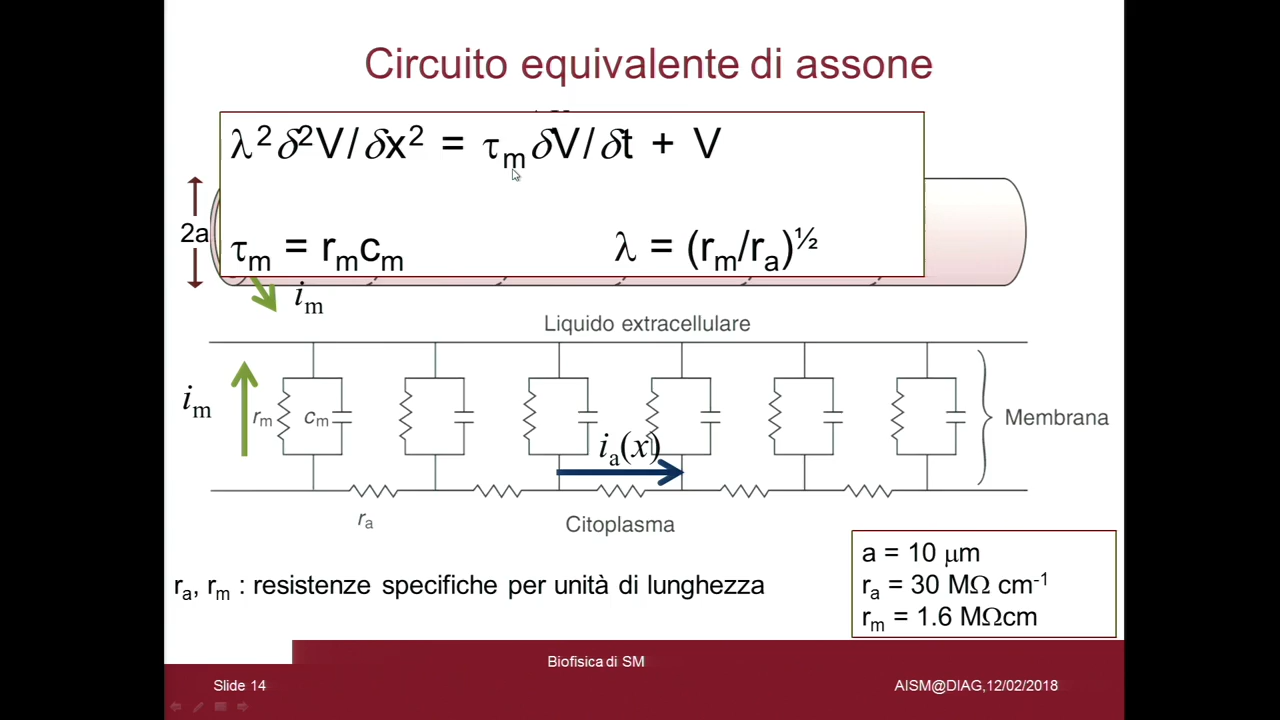 Circuito equivalente di assone
λ²δ²V/δx² = τₘδV/δt + V
τₘ = rₘcₘ λ = (rₘ/rₐ)^½
2a
iₘ
Liquido extracellulare
iₘ
rₘ cₘ
Membrana
iₐ(x)
rₐ
Citoplasma
rₐ, rₘ : resistenze specifiche per unità di lunghezza
a = 10 μm
rₐ = 30 MΩ cm⁻¹
rₘ = 1.6 MΩcm
Biofisica di SM
Slide 14
AISM@DIAG,12/02/2018